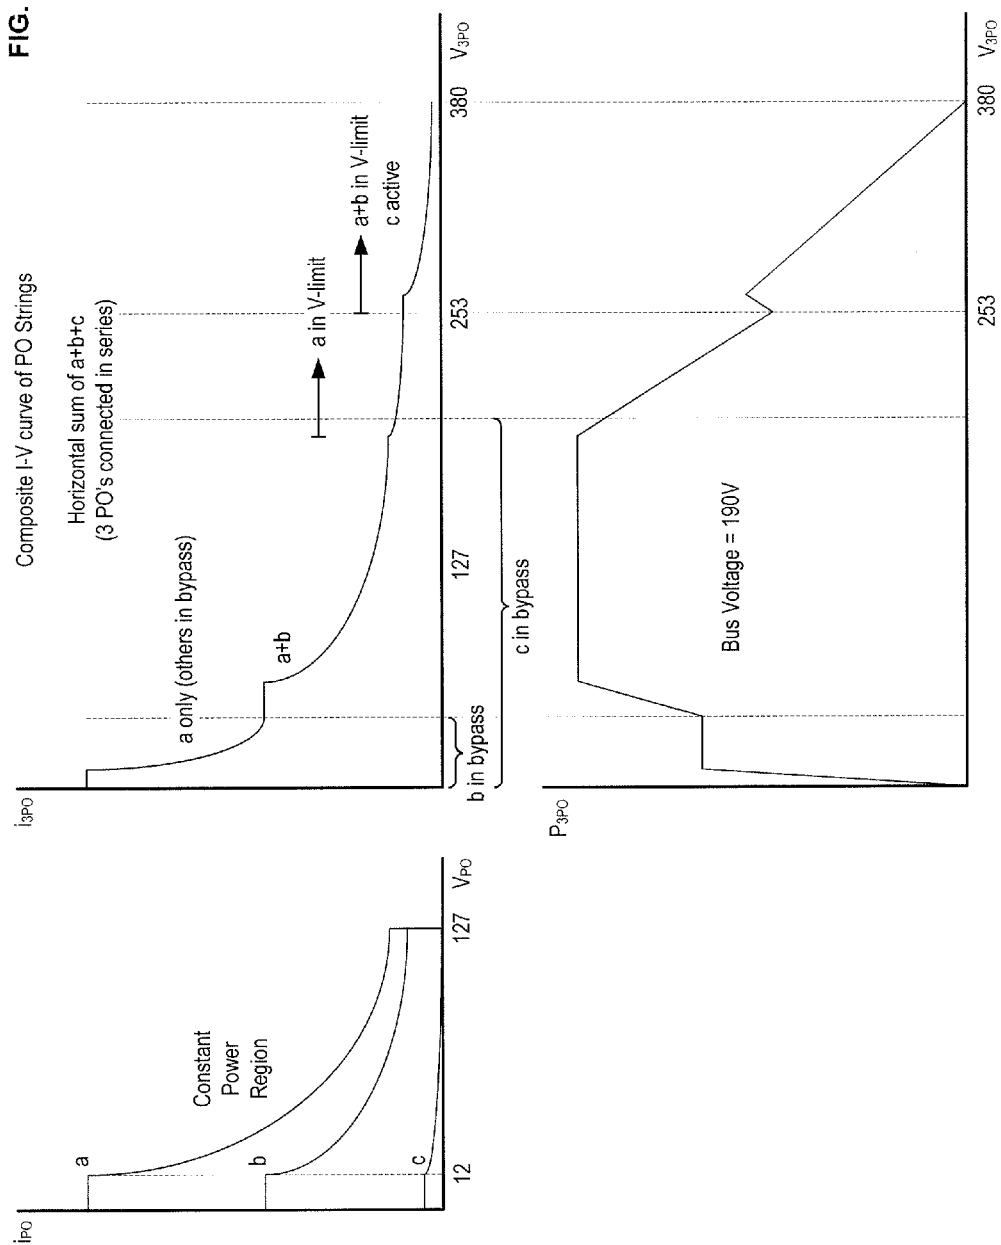 FIG.
iPO
a
b
c
Constant
Power
Region
12
127
VPO
Composite I-V curve of PO Strings
Horizontal sum of a+b+c
(3 PO's connected in series)
i3PO
a only (others in bypass)
a+b
a in V-limit
a+b in V-limit
c active
127
253
380
V3PO
b in bypass
c in bypass
P3PO
Bus Voltage = 190V
253
380
V3PO